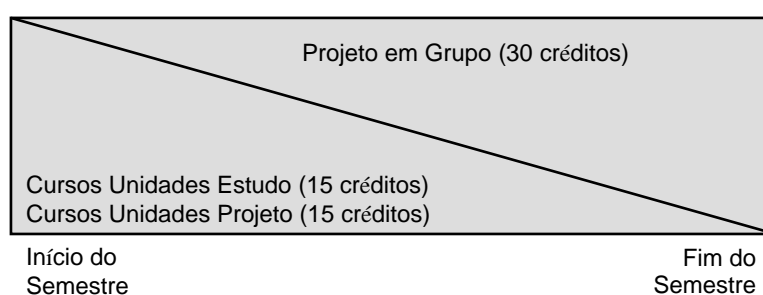 Projeto em Grupo (30 créditos)
Cursos Unidades Estudo (15 créditos)
Cursos Unidades Projeto (15 créditos)
Início do
Semestre
Fim do
Semestre